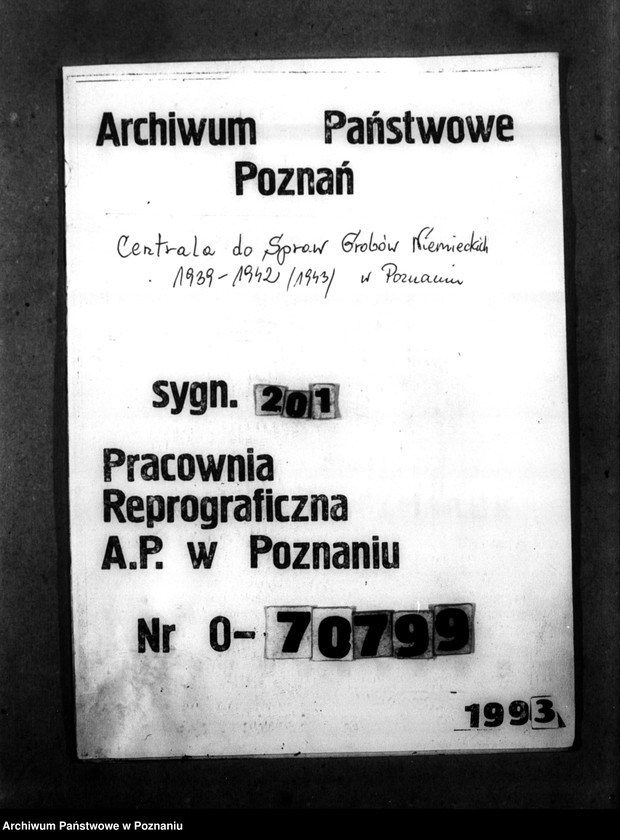 Archiwum Państwowe
Poznań
Centrala do Spraw Grobów Niemieckich
1939-1942 /1943/ w Poznaniu
sygn. 201
Pracownia
Reprograficzna
A.P. w Poznaniu
Nr O-70799
1993
Archiwum Państwowe w Poznaniu